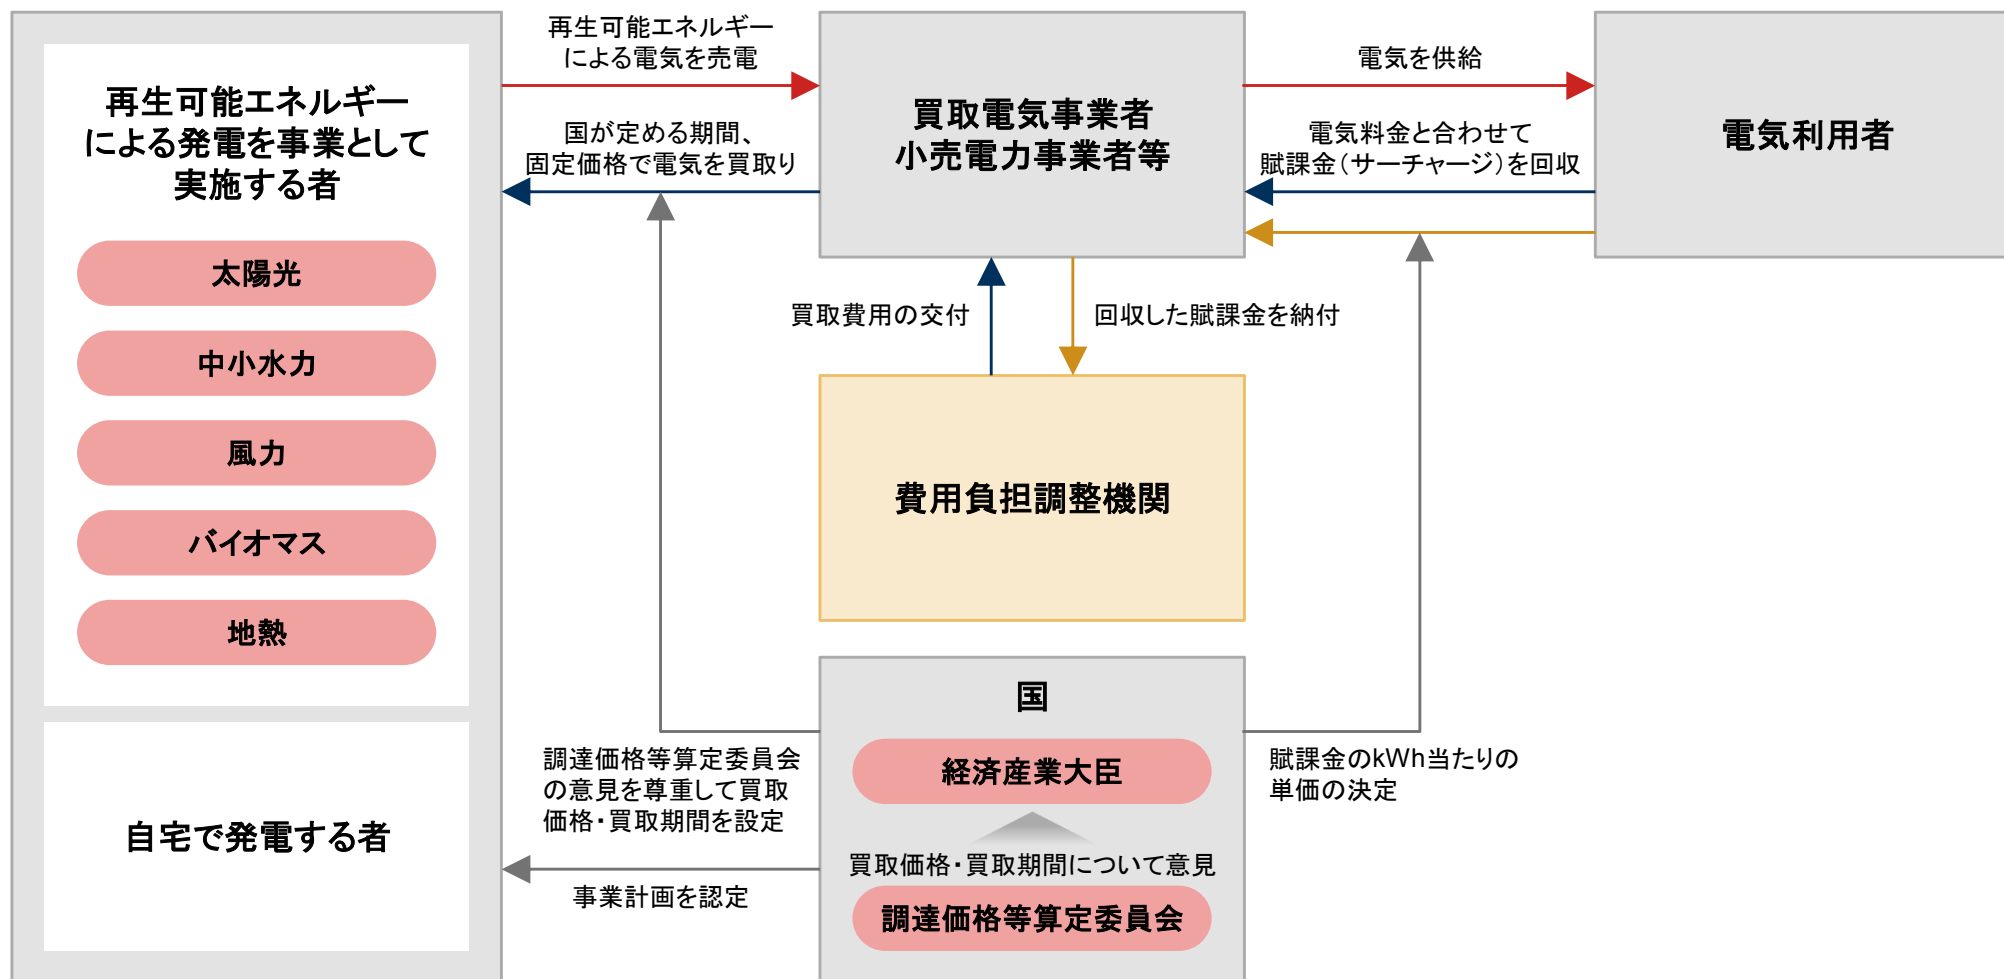 再生可能エネルギー
による発電を事業として
実施する者
太陽光
中小水力
風力
バイオマス
地熱
自宅で発電する者
再生可能エネルギー
による電気を売電
国が定める期間、
固定価格で電気を買取り
買取電気事業者
小売電力事業者等
電気を供給
電気料金と合わせて
賦課金（サーチャージ）を回収
電気利用者
買取費用の交付
回収した賦課金を納付
費用負担調整機関
調達価格等算定委員会
の意見を尊重して買取
価格・買取期間を設定
事業計画を認定
国
経済産業大臣
買取価格・買取期間について意見
調達価格等算定委員会
賦課金のkWh当たりの
単価の決定